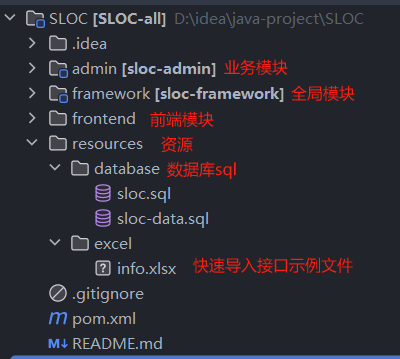 SLOC [SLOC-all] D:\idea\java-project\SLOC
.idea
admin [sloc-admin] 业务模块
framework [sloc-framework] 全局模块
frontend 前端模块
resources 资源
database 数据库sql
sloc.sql
sloc-data.sql
excel
info.xlsx 快速导入接口示例文件
.gitignore
pom.xml
README.md